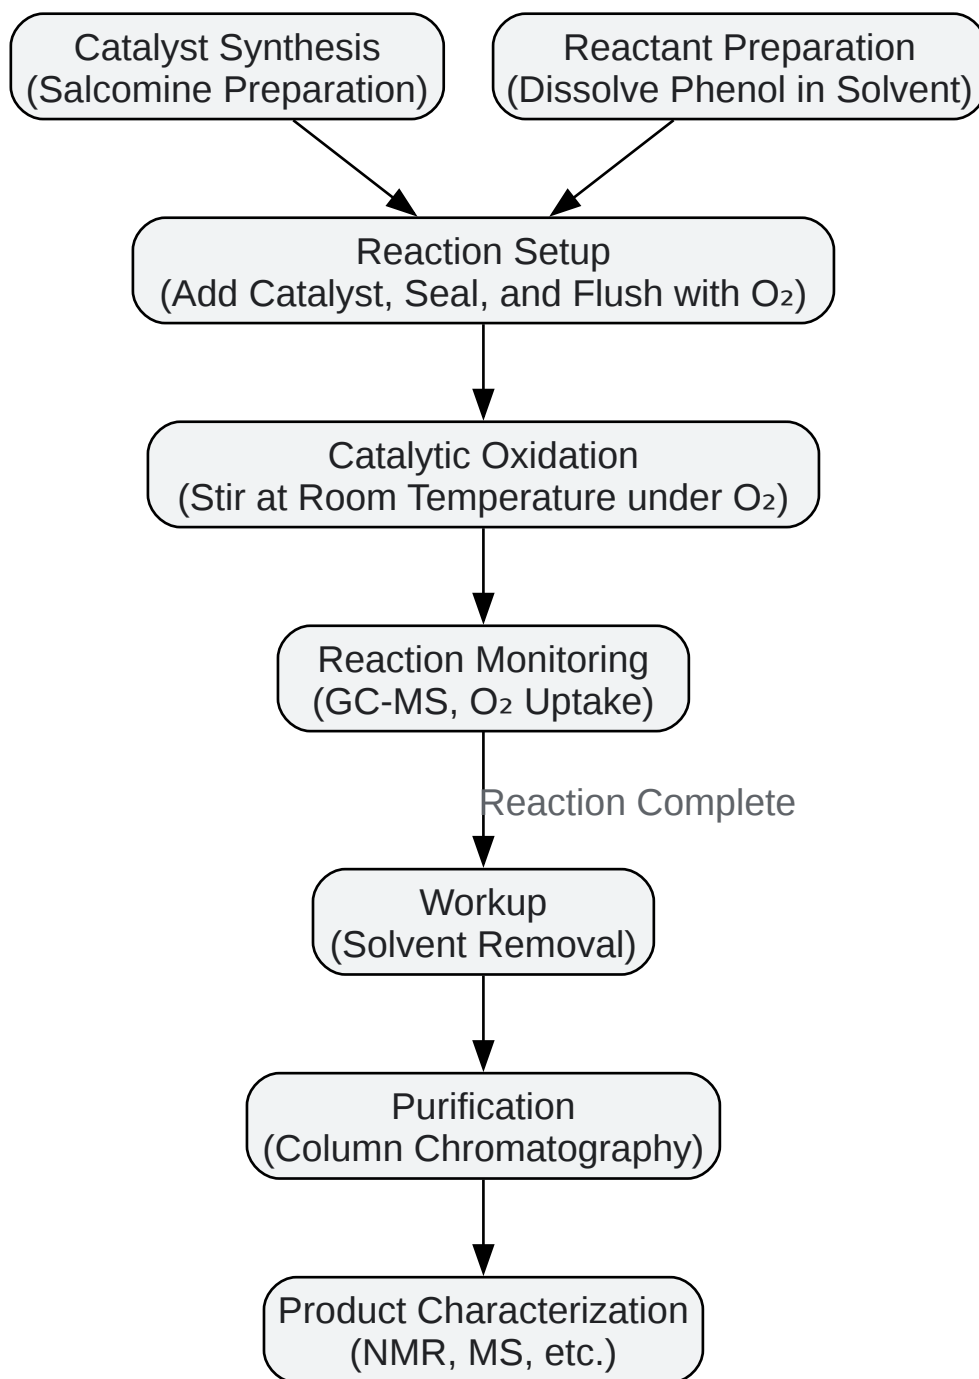 Catalyst Synthesis
(Salcomine Preparation)
Reactant Preparation
(Dissolve Phenol in Solvent)
Reaction Setup
(Add Catalyst, Seal, and Flush with O₂)
Catalytic Oxidation
(Stir at Room Temperature under O₂)
Reaction Monitoring
(GC-MS, O₂ Uptake)
Reaction Complete
Workup
(Solvent Removal)
Purification
(Column Chromatography)
Product Characterization
(NMR, MS, etc.)